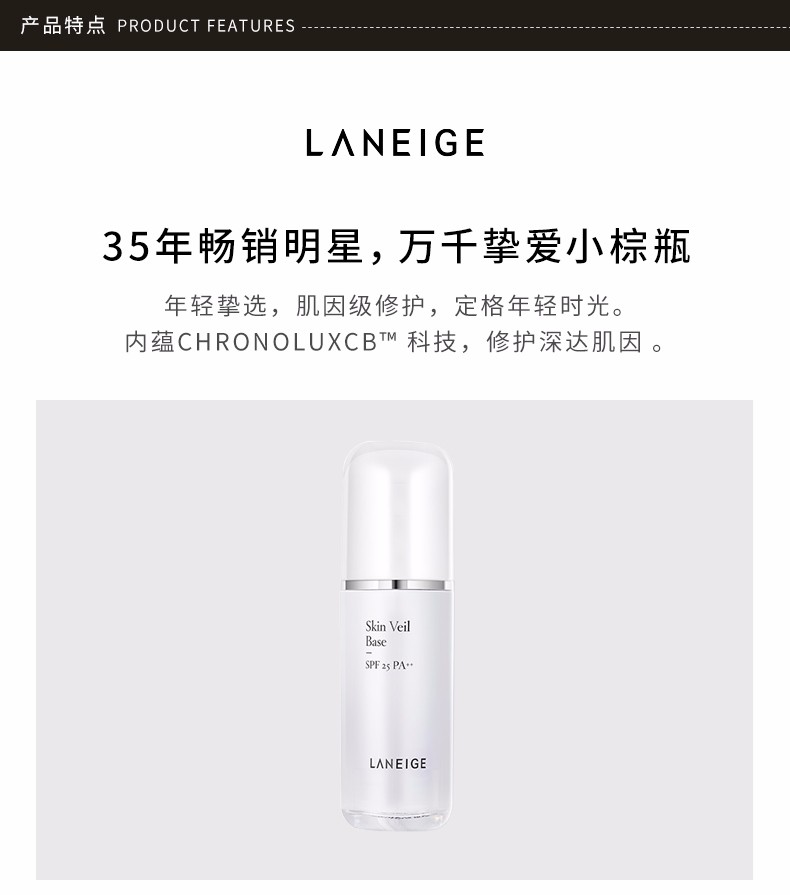 产品特点 PRODUCT FEATURES
LANEIGE
35年畅销明星，万千挚爱小棕瓶
年轻挚选，肌因级修护，定格年轻时光。
内蕴CHRONOLUXCB™ 科技，修护深达肌因 。
Skin Veil
Base
SPF 25 PA++
LANEIGE